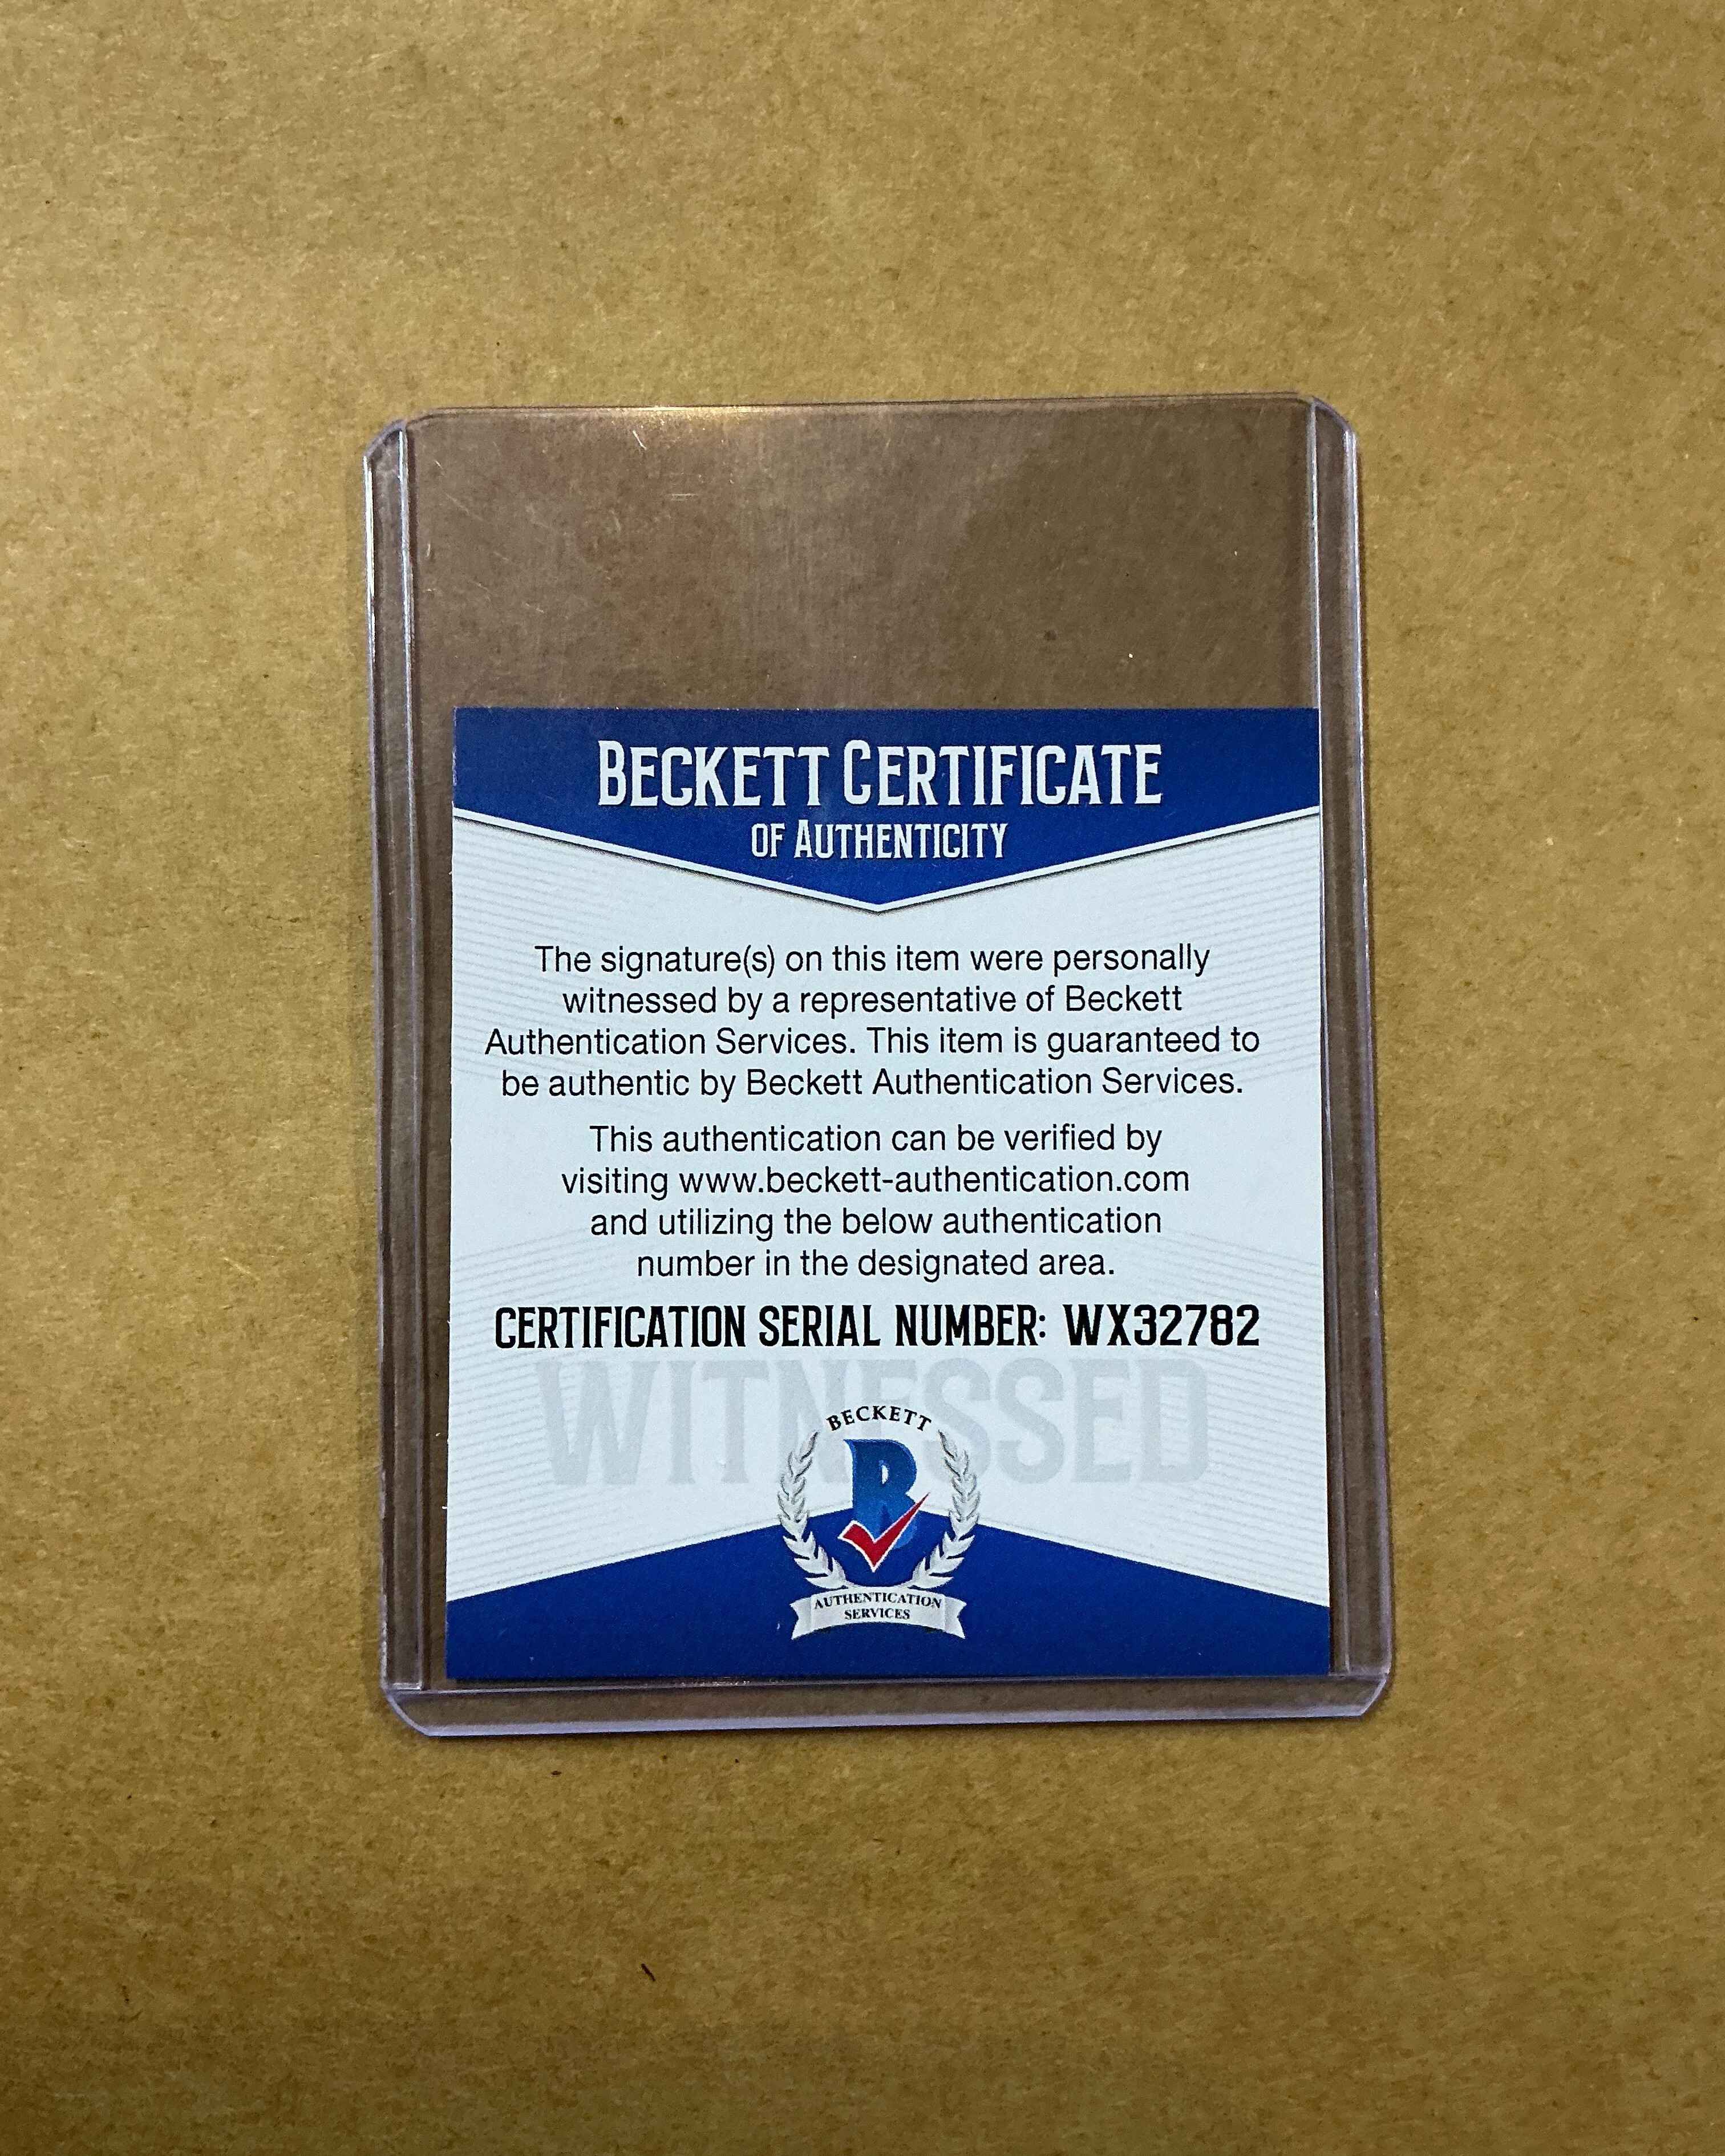 BECKETT CERTIFICATE
OF AUTHENTICITY
The signature(s) on this item were personally
witnessed by a representative of Beckett
Authentication Services. This item is guaranteed to
be authentic by Beckett Authentication Services.
This authentication can be verified by
visiting www.beckett-authentication.com
and utilizing the below authentication
number in the designated area.
CERTIFICATION SERIAL NUMBER: WX32782
WITNESSED
BECKETT
B
AUTHENTICATION
SERVICES